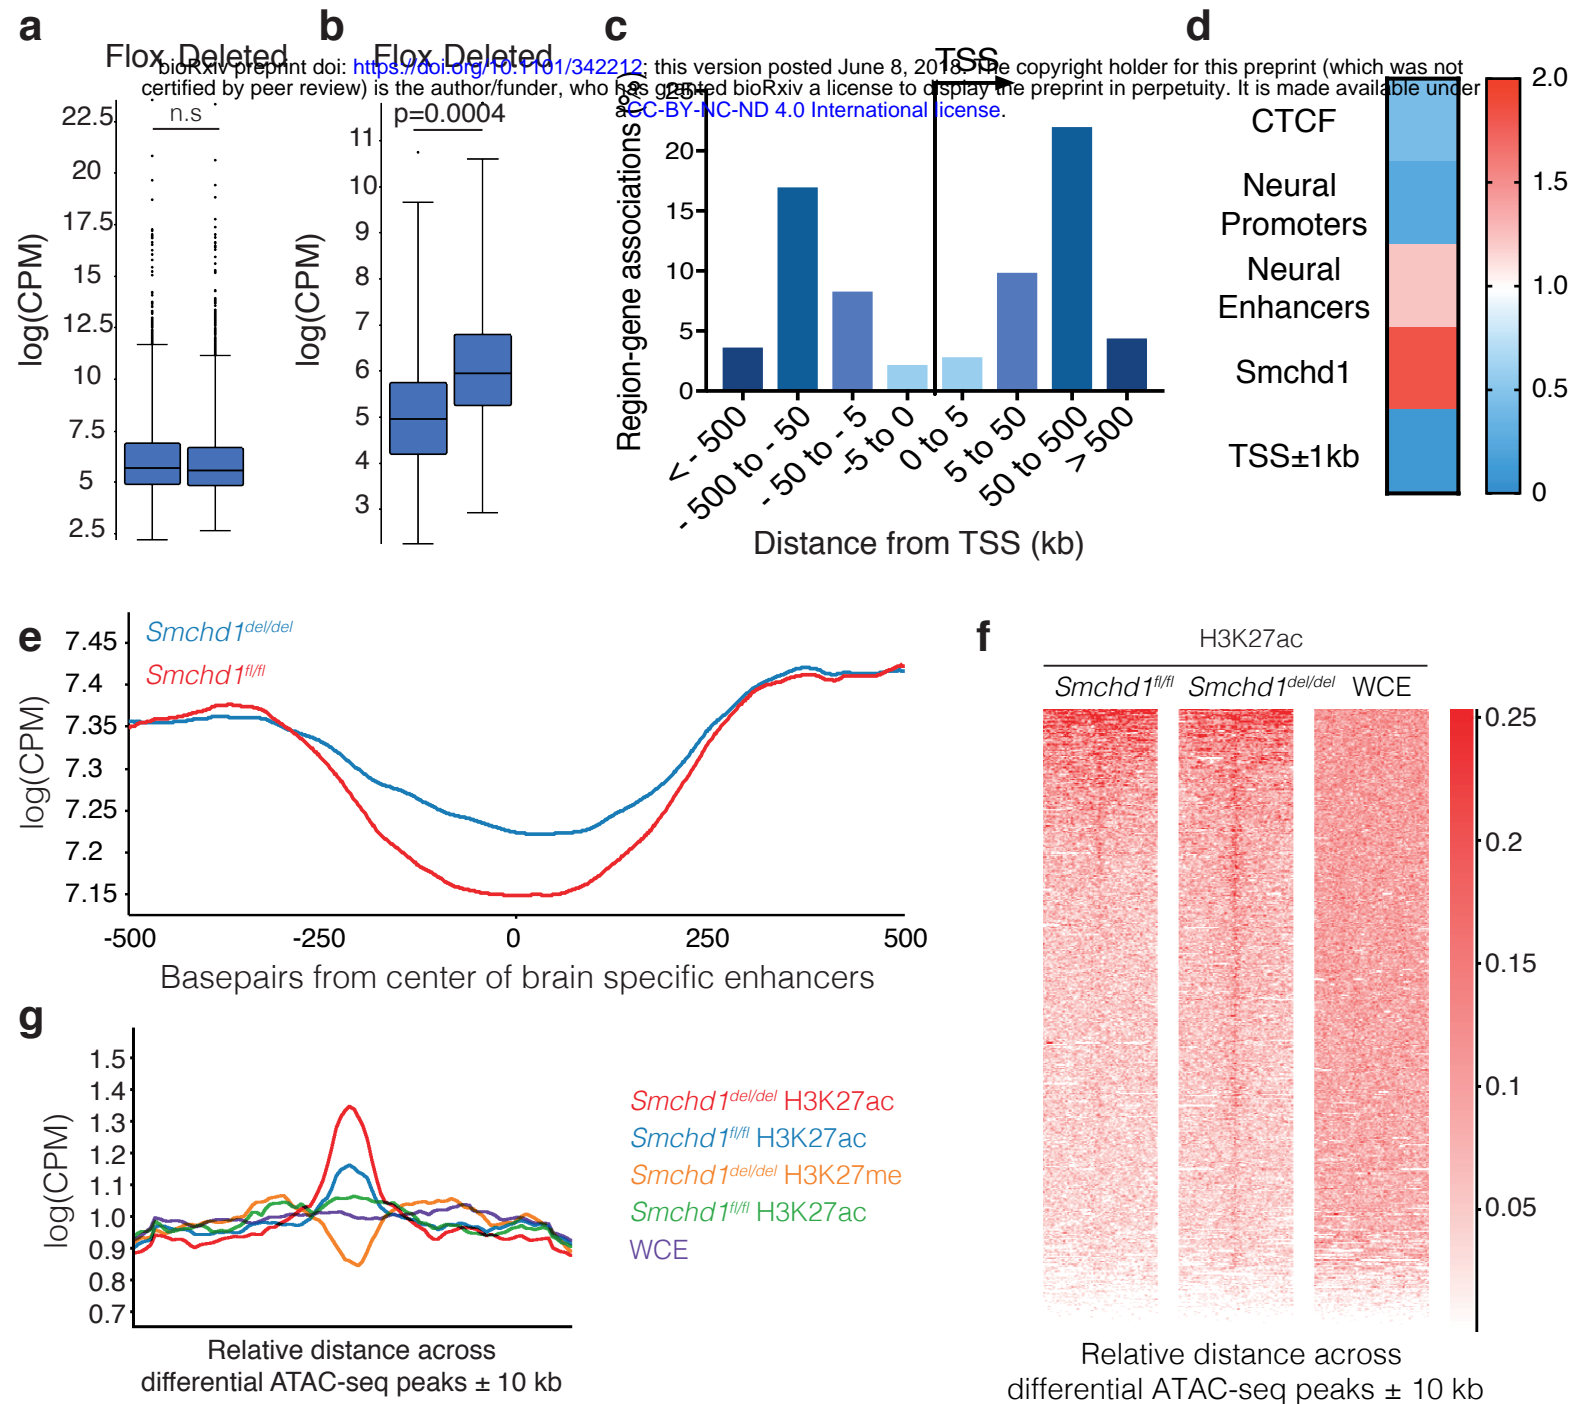 a
b
c
d
Flox Deleted
Flox Deleted
TSS
bioRxiv preprint doi: https://doi.org/10.1101/342212; this version posted June 8, 2018. The copyright holder for this preprint (which was not
certified by peer review) is the author/funder, who has granted bioRxiv a license to display the preprint in perpetuity. It is made available under
aCC-BY-NC-ND 4.0 International license.
n.s
log(CPM)
22.5
20
17.5
15
12.5
10
7.5
5
2.5
p=0.0004
log(CPM)
11
10
9
8
7
6
5
4
3
Region-gene associations (%)
25
20
15
10
5
0
< - 500
- 500 to - 50
- 50 to - 5
-5 to 0
0 to 5
5 to 50
50 to 500
> 500
Distance from TSS (kb)
CTCF
Neural
Promoters
Neural
Enhancers
Smchd1
TSS±1kb
2.0
1.5
1.0
0.5
0
e
Smchd1del/del
Smchd1fl/fl
log(CPM)
7.45
7.4
7.35
7.3
7.25
7.2
7.15
-500
-250
0
250
500
Basepairs from center of brain specific enhancers
f
H3K27ac
Smchd1fl/fl Smchd1del/del WCE
0.25
0.2
0.15
0.1
0.05
Relative distance across
differential ATAC-seq peaks ± 10 kb
g
log(CPM)
1.5
1.4
1.3
1.2
1.1
1.0
0.9
0.8
0.7
Smchd1del/del H3K27ac
Smchd1fl/fl H3K27ac
Smchd1del/del H3K27me
Smchd1fl/fl H3K27ac
WCE
Relative distance across
differential ATAC-seq peaks ± 10 kb